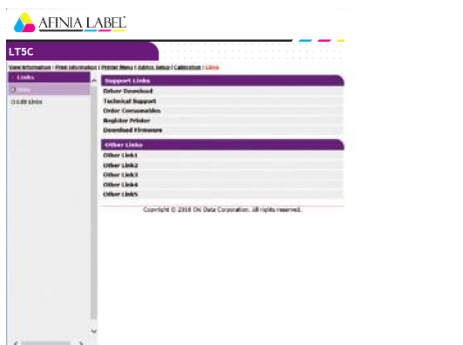 AFINIA LABEL
LT5C
View Information | Print Information | Printer Menu | Admin Setup | Calibration | Links
Links
Links
Edit Links
Support Links
Driver Download
Technical Support
Order Consumables
Register Printer
Download Firmware
Other Links
Other Link1
Other Link2
Other Link3
Other Link4
Other Link5
Copyright © 2018 Oki Data Corporation. All rights reserved.